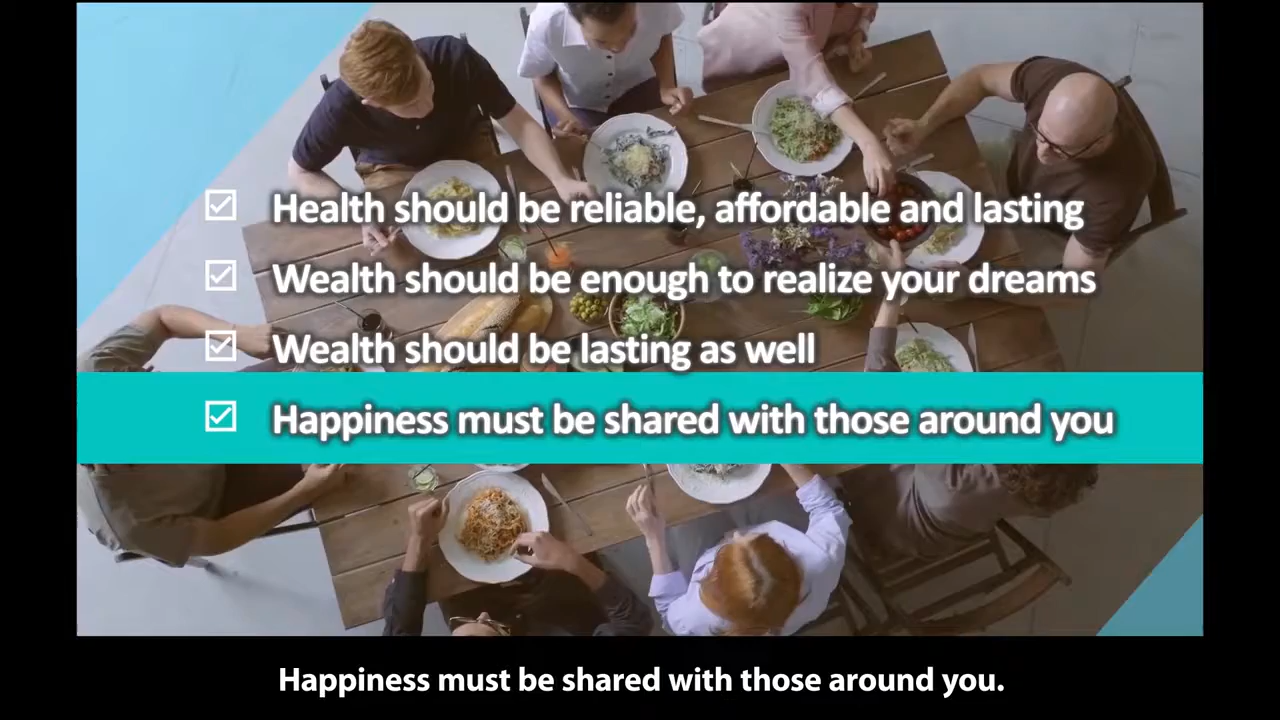 Health should be reliable, affordable and lasting
Wealth should be enough to realize your dreams
Wealth should be lasting as well
Happiness must be shared with those around you
Happiness must be shared with those around you.